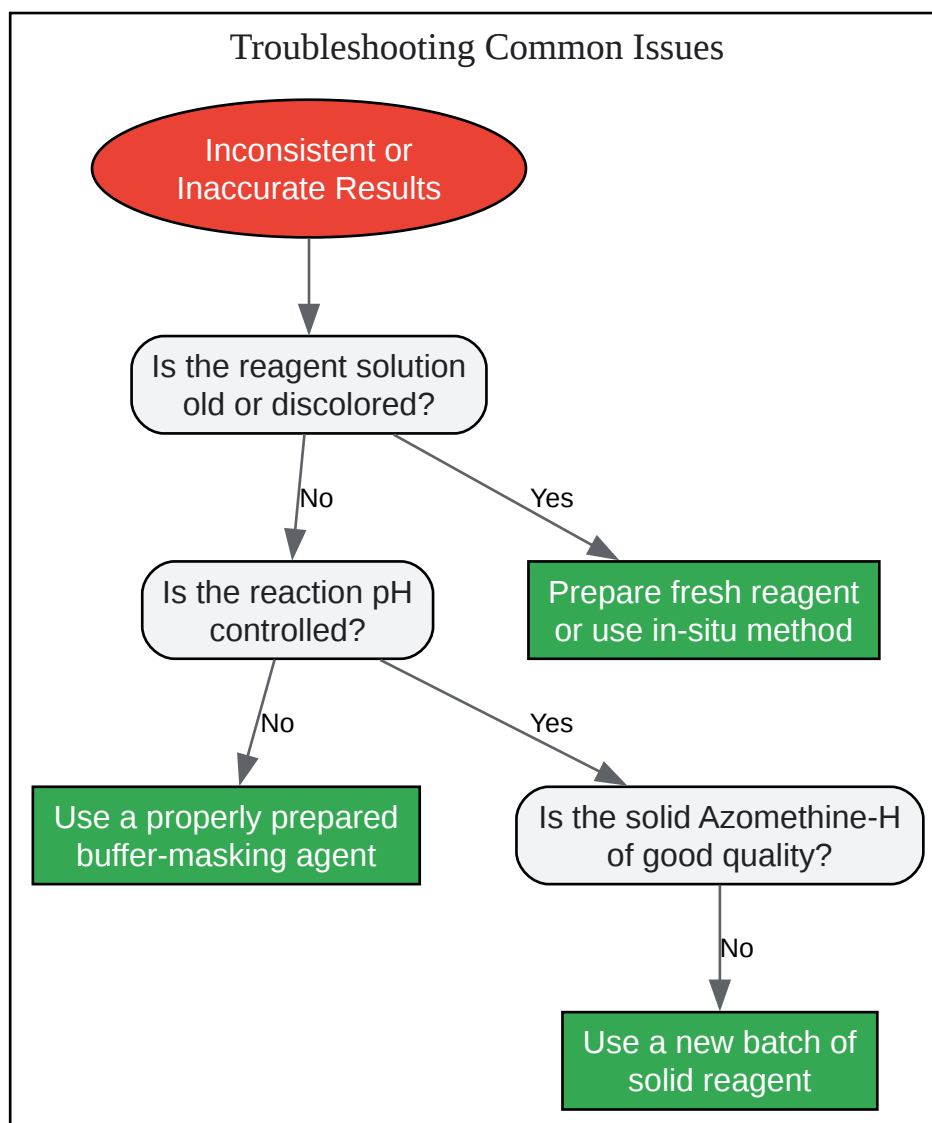 Troubleshooting Common Issues
Inconsistent or
Inaccurate Results
Is the reagent solution
old or discolored?
No
Yes
Is the reaction pH
controlled?
Prepare fresh reagent
or use in-situ method
No
Yes
Use a properly prepared
buffer-masking agent
Is the solid Azomethine-H
of good quality?
No
Use a new batch of
solid reagent